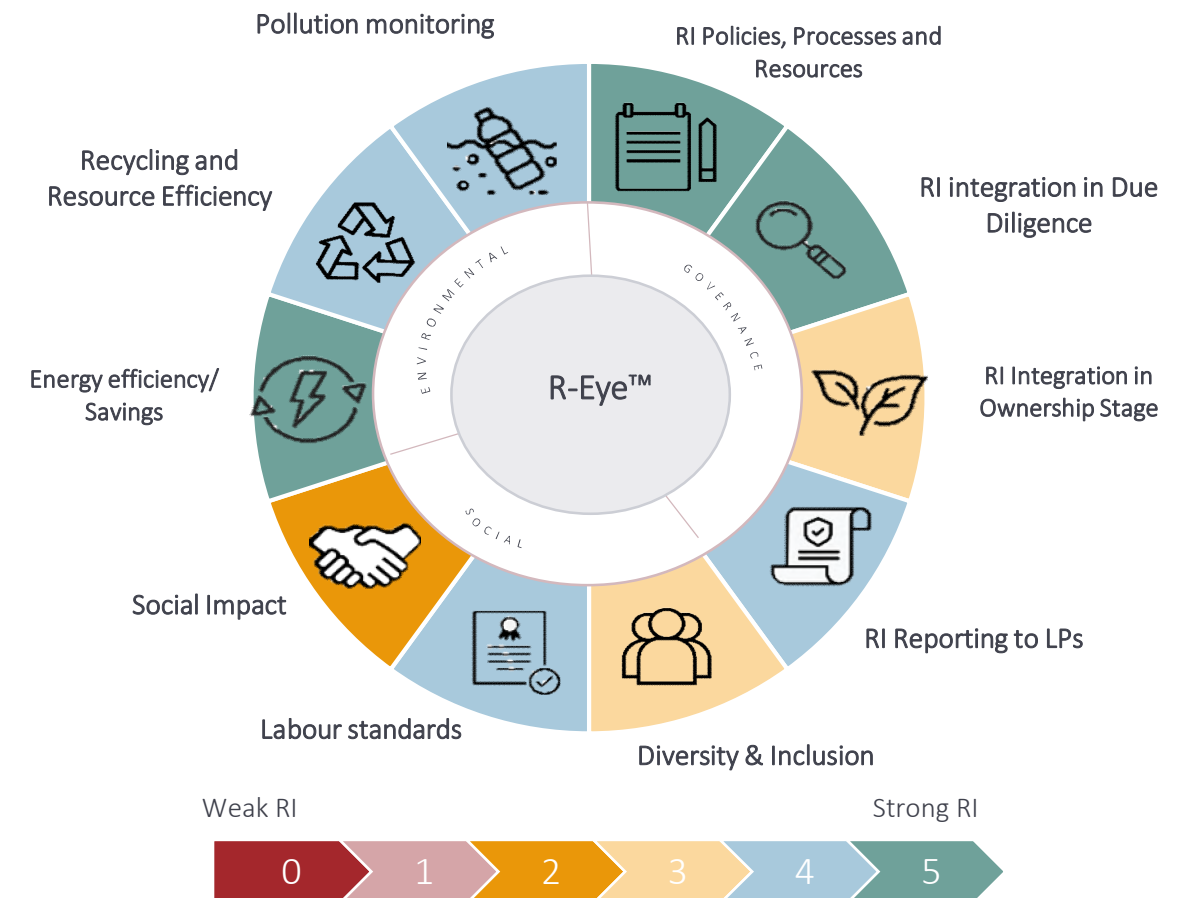 Pollution monitoring
RI Policies, Processes and
Resources
Recycling and
Resource Efficiency
RI integration in Due
Diligence
ENVIRONMENTAL
GOVERNANCE
Energy efficiency/
Savings
R-Eye™
RI Integration in
Ownership Stage
SOCIAL
Social Impact
RI Reporting to LPs
Labour standards
Diversity & Inclusion
Weak RI
Strong RI
0
1
2
3
4
5